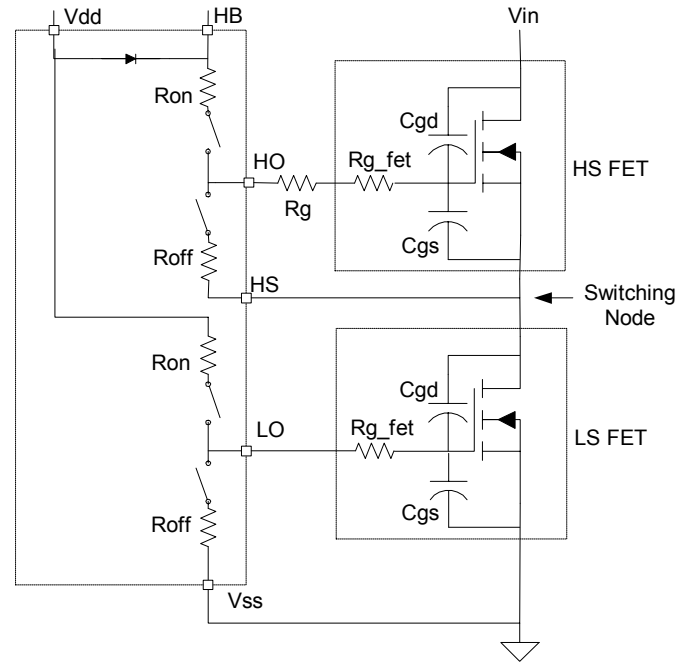 Vdd
HB
Vin
Ron
Cgd
HO
Rg_fet
HS FET
Rg
Cgs
Roff
HS
Switching
Node
Ron
Cgd
LO
Rg_fet
LS FET
Cgs
Roff
Vss